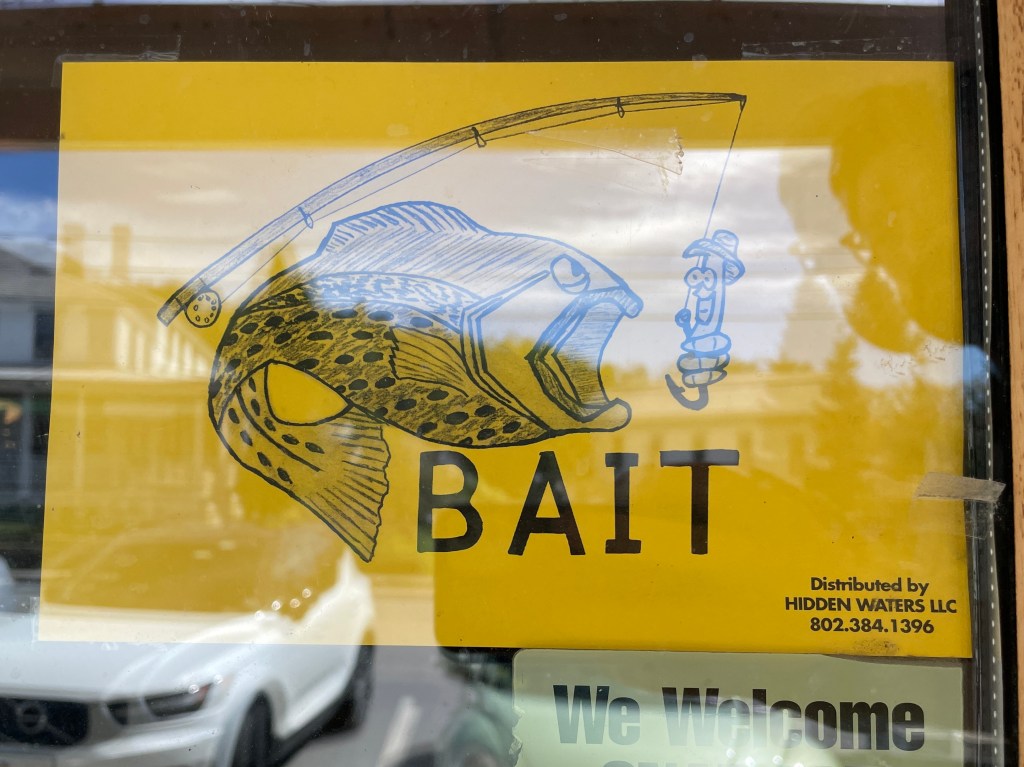 BAIT
Distributed by
HIDDEN WATERS LLC
802.384.1396
We Welcome